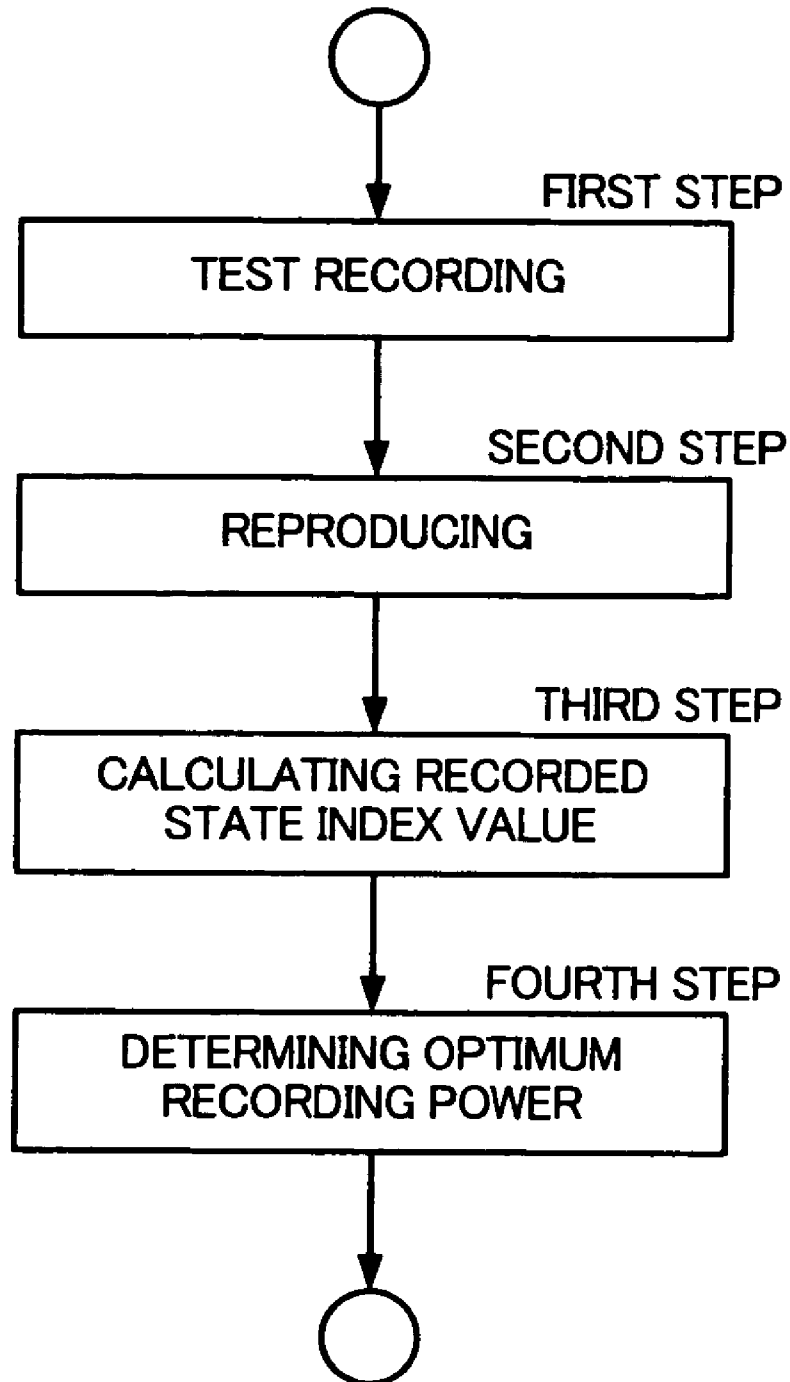 FIRST STEP
TEST RECORDING
SECOND STEP
REPRODUCING
THIRD STEP
CALCULATING RECORDED
STATE INDEX VALUE
FOURTH STEP
DETERMINING OPTIMUM
RECORDING POWER